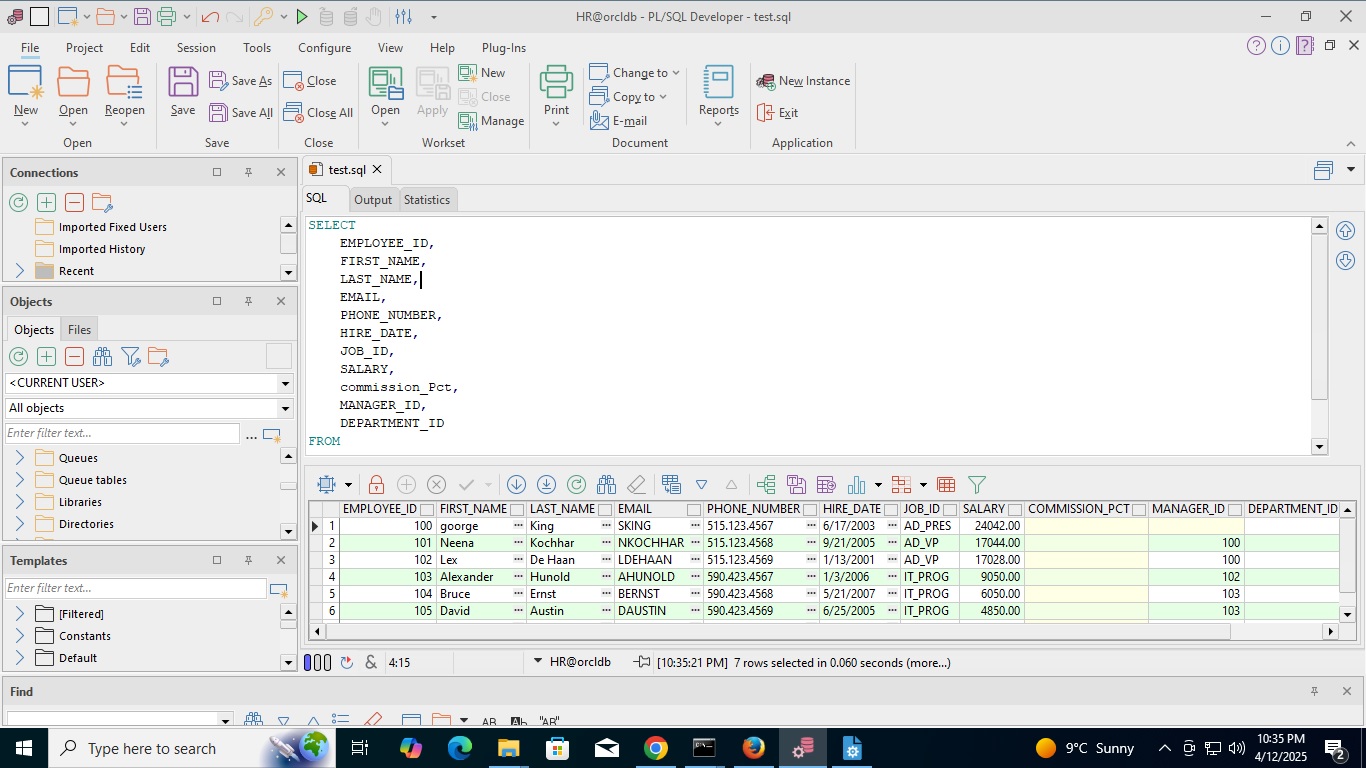 HR@orcldb - PL/SQL Developer - test.sql
File Project Edit Session Tools Configure View Help Plug-Ins
New Open Reopen Save Save As Save All Close Close All Open Apply New Close Manage Print Change to Copy to E-mail Reports New Instance Exit
Open Save Close Workset Document Application
Connections
Imported Fixed Users
Imported History
Recent
Objects
Objects Files
<CURRENT USER>
All objects
Enter filter text...
Queues
Queue tables
Libraries
Directories
Templates
Enter filter text...
[Filtered]
Constants
Default
test.sql
SQL Output Statistics
SELECT
EMPLOYEE_ID,
FIRST_NAME,
LAST_NAME,
EMAIL,
PHONE_NUMBER,
HIRE_DATE,
JOB_ID,
SALARY,
commission_Pct,
MANAGER_ID,
DEPARTMENT_ID
FROM
EMPLOYEE_ID FIRST_NAME LAST_NAME EMAIL PHONE_NUMBER HIRE_DATE JOB_ID SALARY COMMISSION_PCT MANAGER_ID DEPARTMENT_ID
1 100 goorge King SKING 515.123.4567 6/17/2003 AD_PRES 24042.00
2 101 Neena Kochhar NKOCHHAR 515.123.4568 9/21/2005 AD_VP 17044.00 100
3 102 Lex De Haan LDEHAAN 515.123.4569 1/13/2001 AD_VP 17028.00 100
4 103 Alexander Hunold AHUNOLD 590.423.4567 1/3/2006 IT_PROG 9050.00 102
5 104 Bruce Ernst BERNST 590.423.4568 5/21/2007 IT_PROG 6050.00 103
6 105 David Austin DAUSTIN 590.423.4569 6/25/2005 IT_PROG 4850.00 103
& 4:15 HR@orcldb [10:35:21 PM] 7 rows selected in 0.060 seconds (more...)
Find
AB Ab "AB"
Type here to search
9°C Sunny
10:35 PM
4/12/2025
2